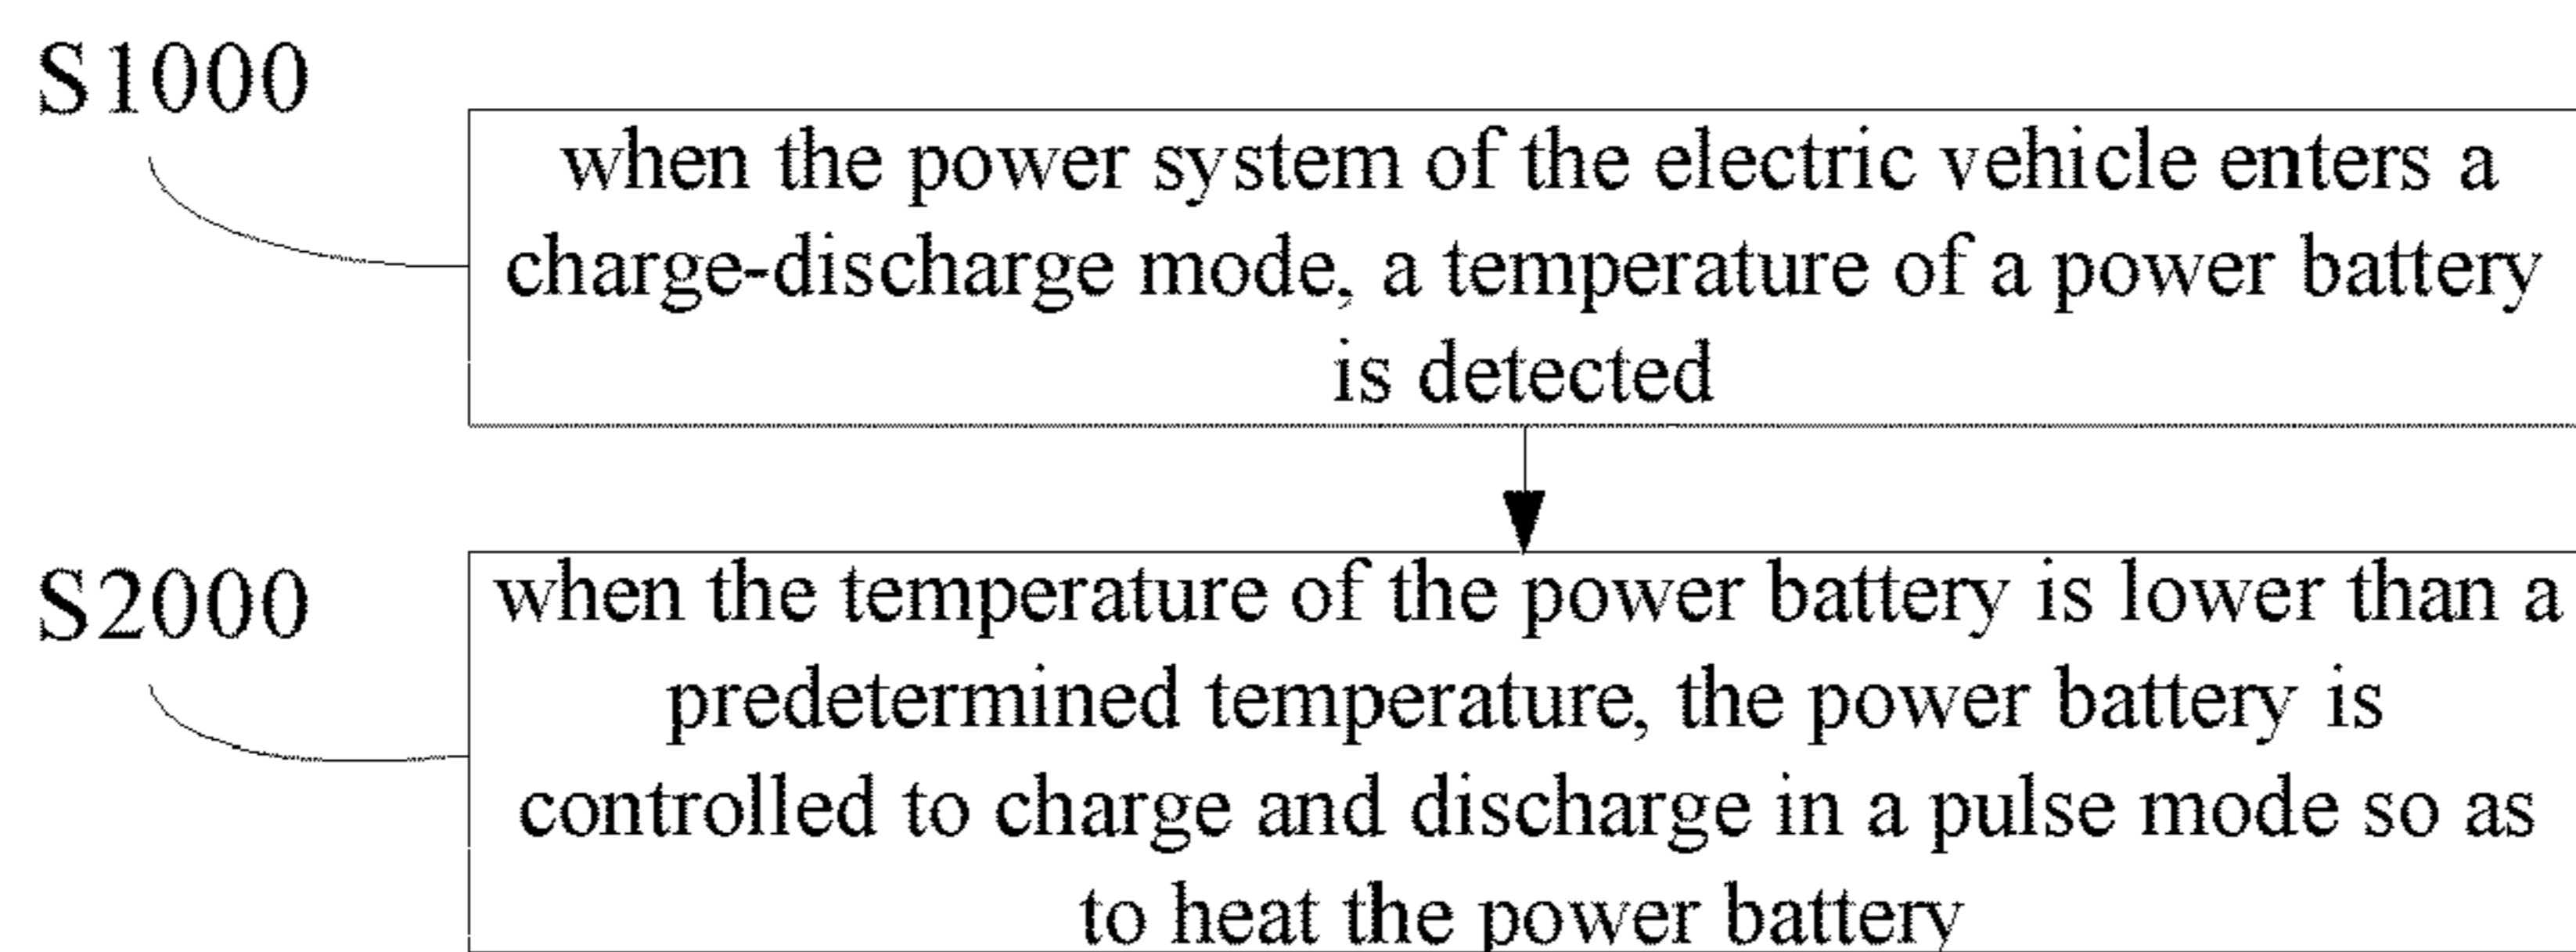 S1000
when the power system of the electric vehicle enters a
charge-discharge mode, a temperature of a power battery
is detected
S2000
when the temperature of the power battery is lower than a
predetermined temperature, the power battery is
controlled to charge and discharge in a pulse mode so as
to heat the power battery